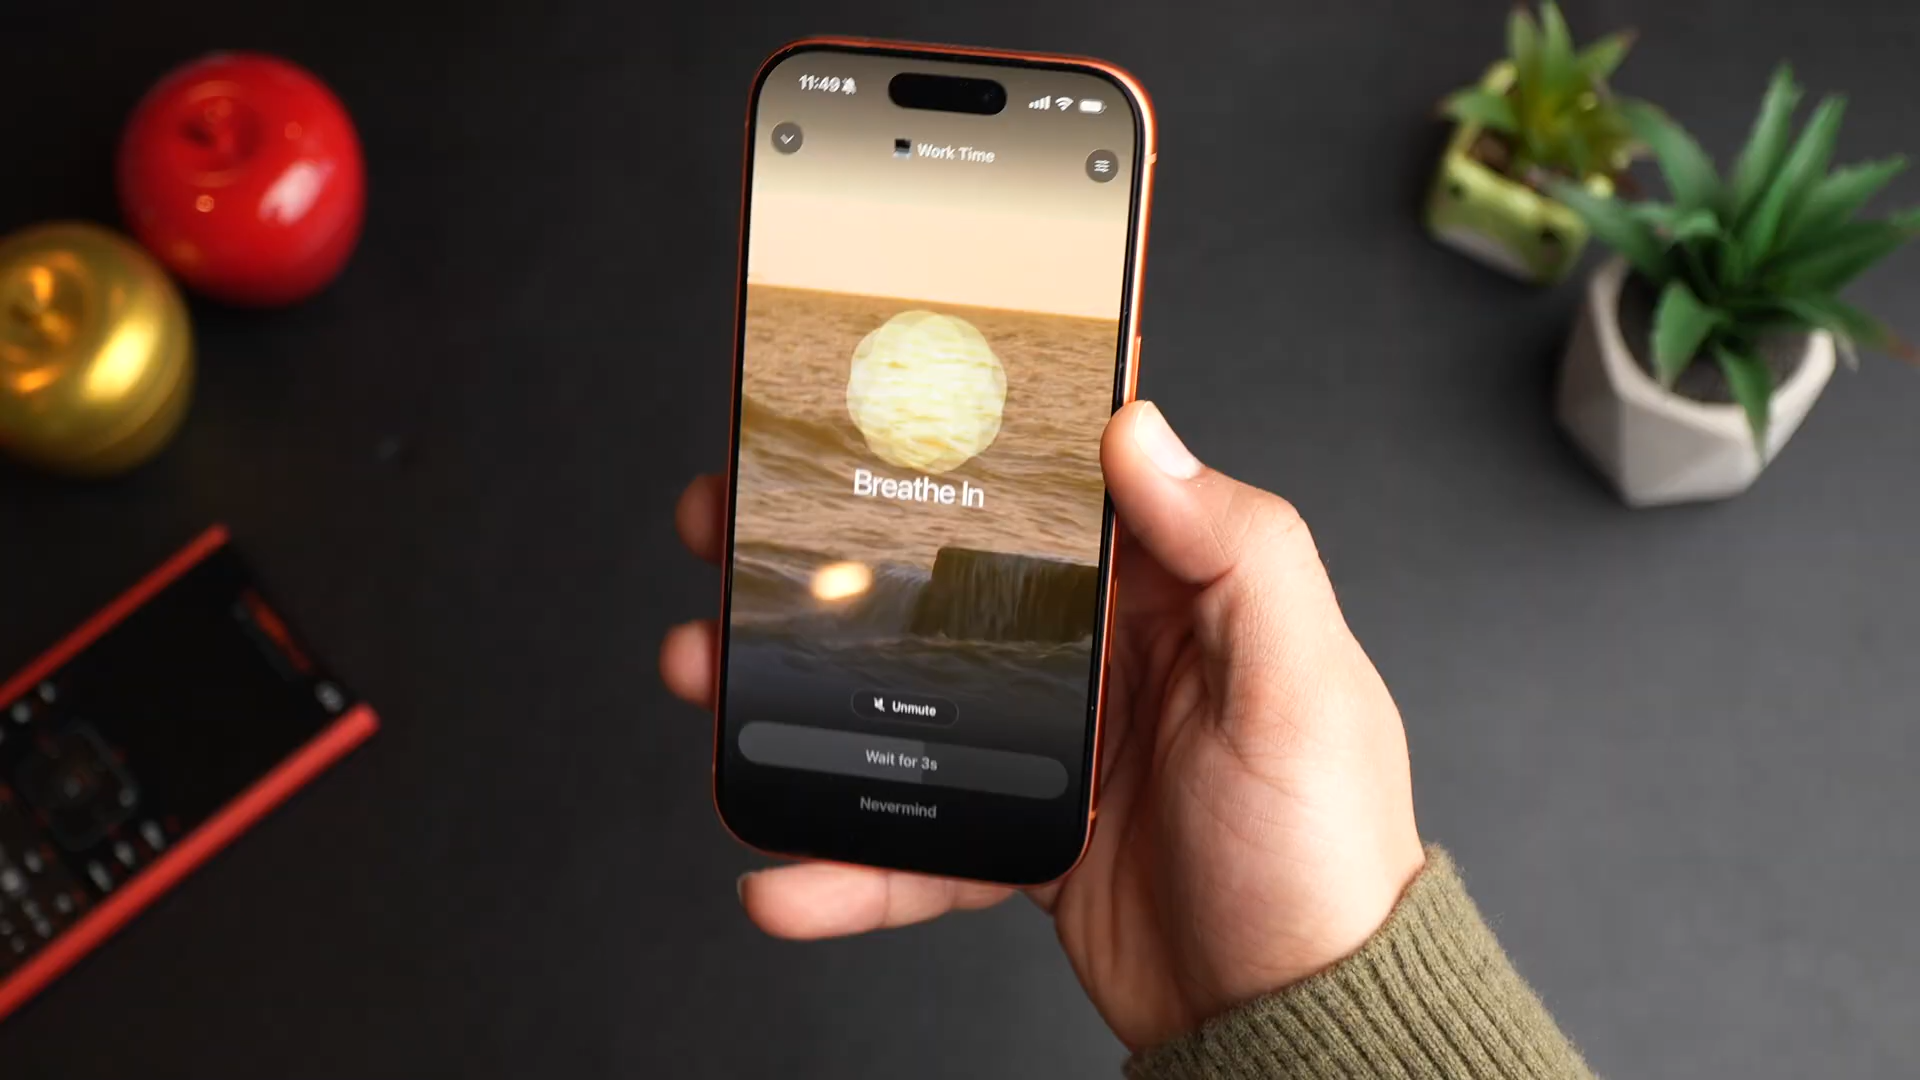 11:49
Work Time
Breathe In
Unmute
Wait for 3s
Nevermind